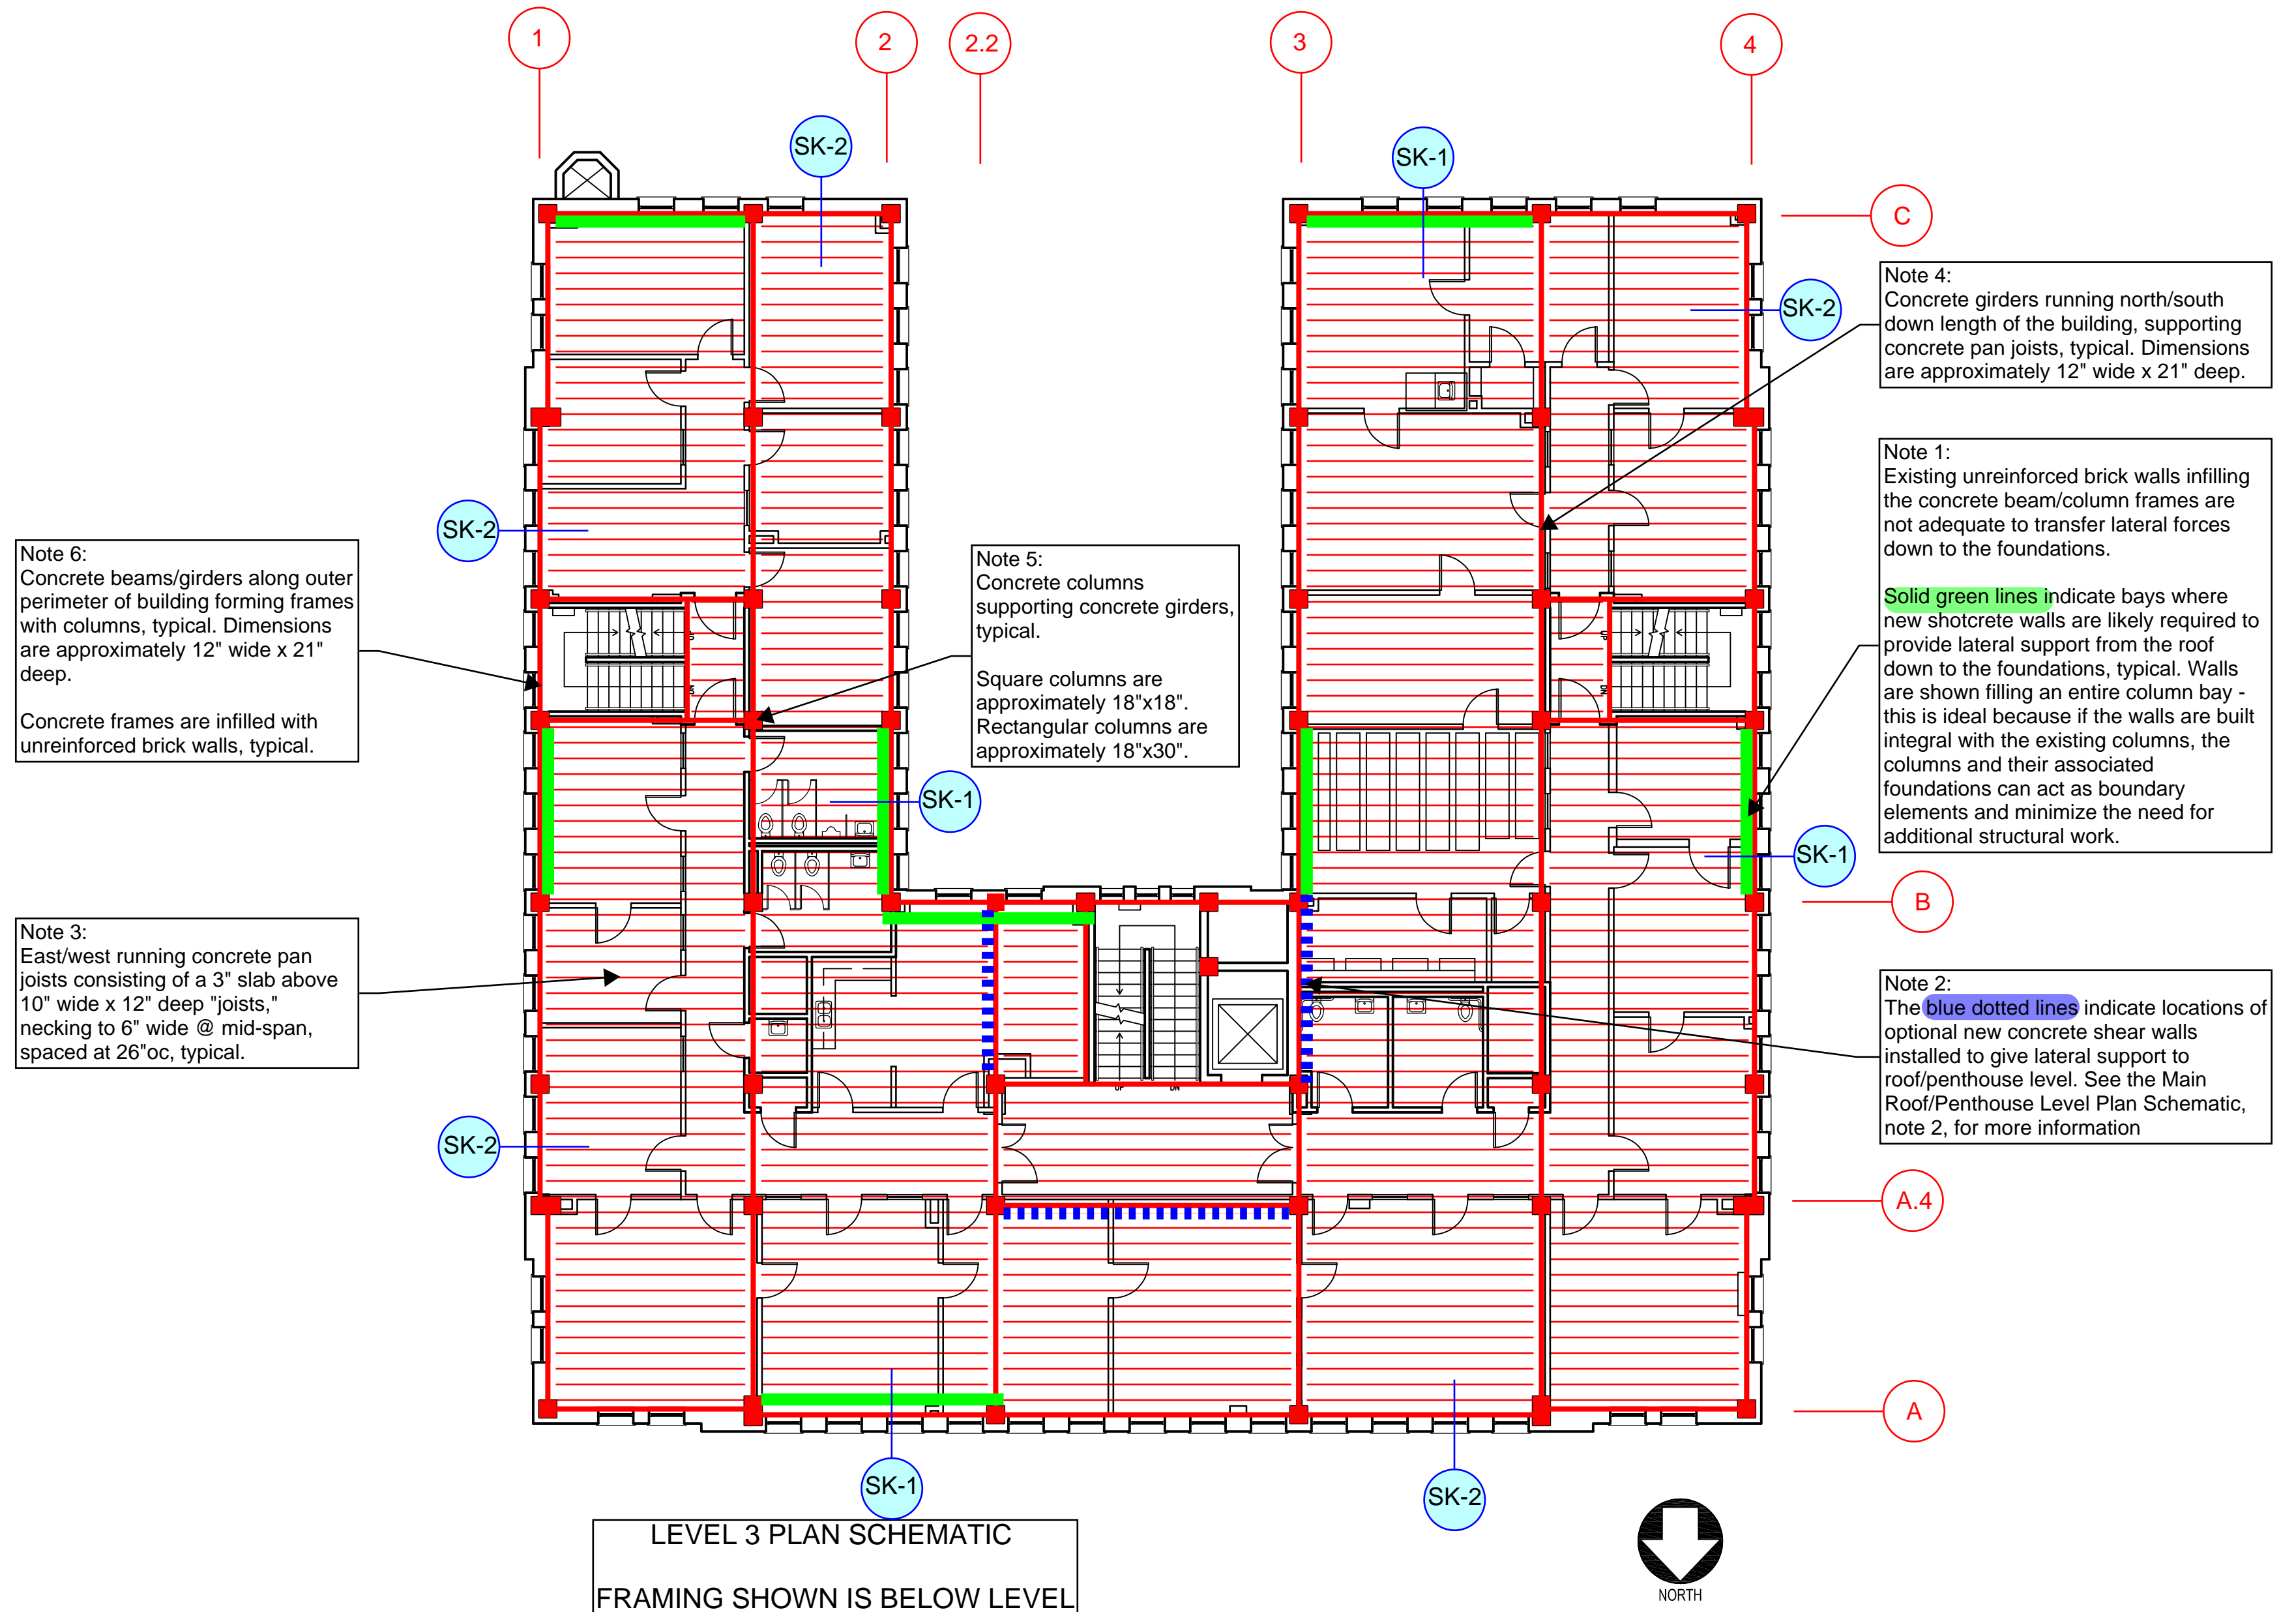 1
2
2.2
3
4
SK-2
SK-1
C
Note 4:
Concrete girders running north/south
down length of the building, supporting
concrete pan joists, typical. Dimensions
are approximately 12" wide x 21" deep.
SK-2
Note 1:
Existing unreinforced brick walls infilling
the concrete beam/column frames are
not adequate to transfer lateral forces
down to the foundations.
Solid green lines indicate bays where
new shotcrete walls are likely required to
provide lateral support from the roof
down to the foundations, typical. Walls
are shown filling an entire column bay -
this is ideal because if the walls are built
integral with the existing columns, the
columns and their associated
foundations can act as boundary
elements and minimize the need for
additional structural work.
SK-2
Note 6:
Concrete beams/girders along outer
perimeter of building forming frames
with columns, typical. Dimensions
are approximately 12" wide x 21"
deep.
Concrete frames are infilled with
unreinforced brick walls, typical.
Note 5:
Concrete columns
supporting concrete girders,
typical.
Square columns are
approximately 18"x18".
Rectangular columns are
approximately 18"x30".
UP
DN
UP
DN
SK-1
SK-1
B
Note 3:
East/west running concrete pan
joists consisting of a 3" slab above
10" wide x 12" deep "joists,"
necking to 6" wide @ mid-span,
spaced at 26"oc, typical.
Note 2:
The blue dotted lines indicate locations of
optional new concrete shear walls
installed to give lateral support to
roof/penthouse level. See the Main
Roof/Penthouse Level Plan Schematic,
note 2, for more information
UP
DN
SK-2
A.4
A
SK-1
SK-2
LEVEL 3 PLAN SCHEMATIC
FRAMING SHOWN IS BELOW LEVEL
NORTH